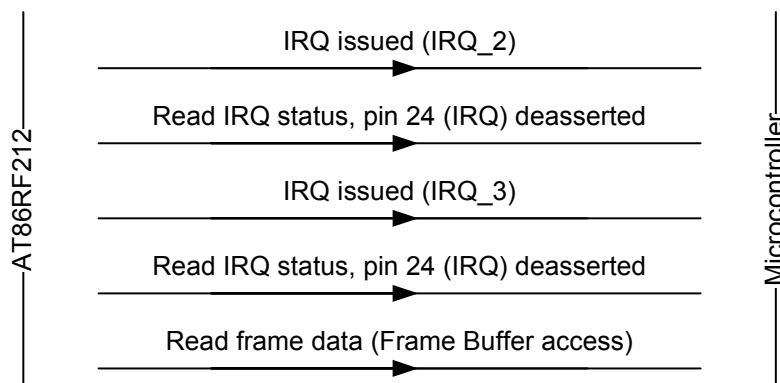 IRQ issued (IRQ_2)
Read IRQ status, pin 24 (IRQ) deasserted
AT86RF212
IRQ issued (IRQ_3)
Microcontroller
Read IRQ status, pin 24 (IRQ) deasserted
Read frame data (Frame Buffer access)